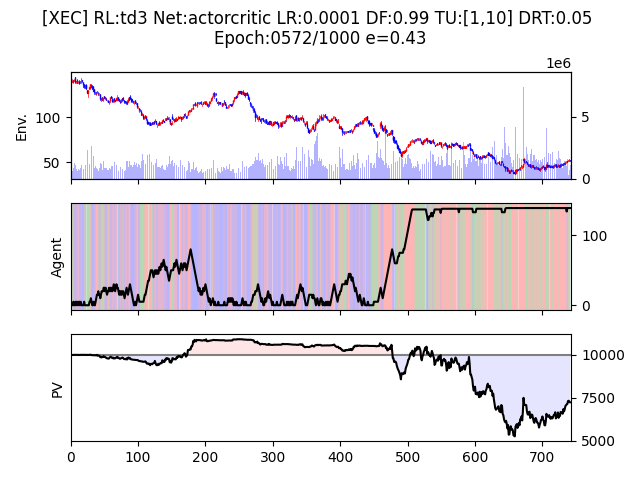 [XEC] RL:td3 Net:actorcritic LR:0.0001 DF:0.99 TU:[1,10] DRT:0.05
Epoch:0572/1000 e=0.43
1e6
Env.
100
50
5
0
Agent
100
0
PV
10000
7500
5000
0 100 200 300 400 500 600 700